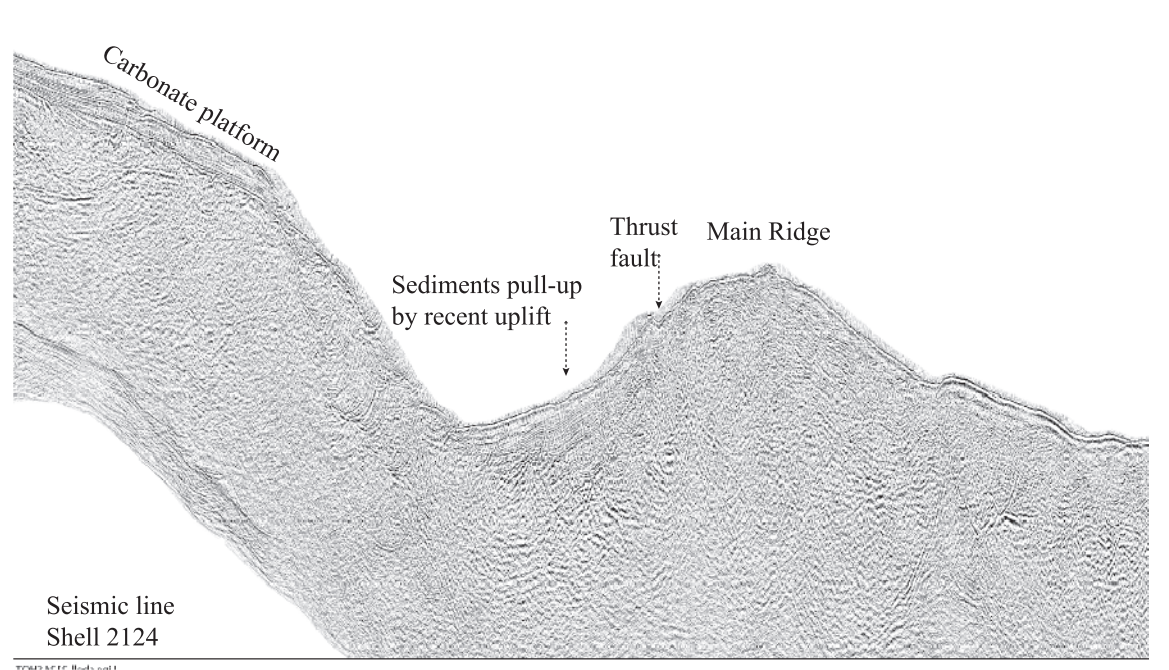 Carbonate platform
Thrust
fault
Main Ridge
Sediments pull-up
by recent uplift
Seismic line
Shell 2124